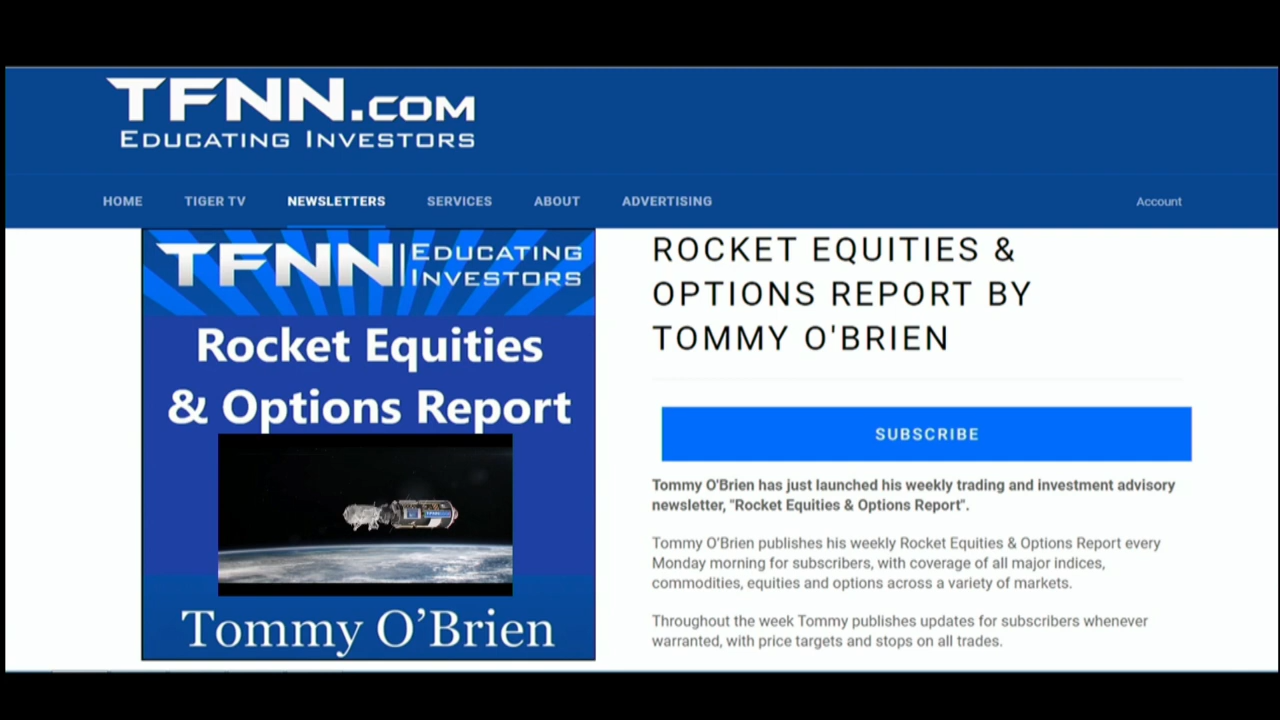 TFNN.COM
EDUCATING INVESTORS
HOME TIGER TV NEWSLETTERS SERVICES ABOUT ADVERTISING Account
TFNN EDUCATING
INVESTORS
Rocket Equities
& Options Report
Tommy O'Brien
ROCKET EQUITIES &
OPTIONS REPORT BY
TOMMY O'BRIEN
SUBSCRIBE
Tommy O'Brien has just launched his weekly trading and investment advisory
newsletter, "Rocket Equities & Options Report".
Tommy O'Brien publishes his weekly Rocket Equities & Options Report every
Monday morning for subscribers, with coverage of all major indices,
commodities, equities and options across a variety of markets.
Throughout the week Tommy publishes updates for subscribers whenever
warranted, with price targets and stops on all trades.